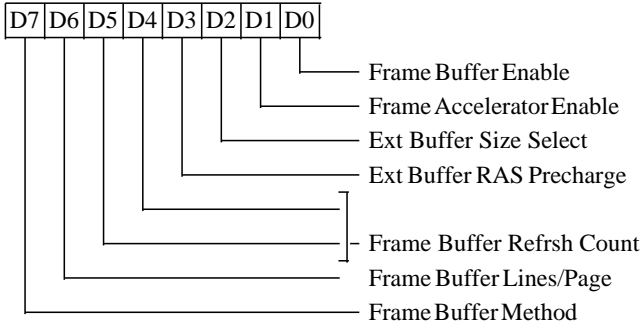 D7 D6 D5 D4 D3 D2 D1 D0
Frame Buffer Enable
Frame Accelerator Enable
Ext Buffer Size Select
Ext Buffer RAS Precharge
Frame Buffer Refrsh Count
Frame Buffer Lines/Page
Frame Buffer Method